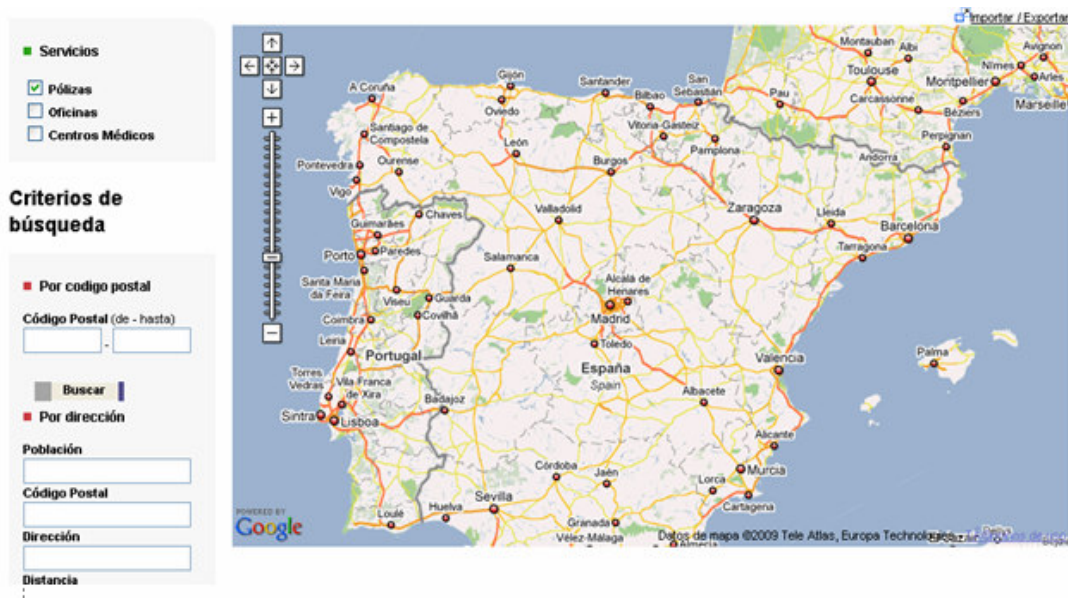 Importar / Exportar
Servicios
Pólizas
Oficinas
Centros Médicos
Criterios de
búsqueda
Por codigo postal
Código Postal (de - hasta)
-
Buscar
Por dirección
Población
Código Postal
Dirección
Distancia
Montauban
Albi
Avignon
Nîmes
Toulouse
Montpellier
Arles
Gijón
Santander
San
Sebastián
Pau
Carcassonne
Béziers
Marseille
A Coruña
Oviedo
Bilbao
Santiago de
Compostela
Vitoria-Gasteiz
Perpignan
León
Pamplona
Pontevedra
Ourense
Burgos
Andorra
Vigo
Chaves
Valladolid
Zaragoza
Lleida
Guimarães
Barcelona
Porto
Paredes
Salamanca
Tarragona
Santa Maria
da Feira
Viseu
Guarda
Alcalá de
Henares
Coimbra
Covilhã
Madrid
Leiria
Toledo
Portugal
España
Spain
Valencia
Palma
Torres
Vedras
Vila Franca
de Xira
Badajoz
Albacete
Sintra
Lisboa
Alicante
Córdoba
Jaén
Murcia
Lorca
Sevilla
Cartagena
Loulé
Huelva
Granada
Vélez-Málaga
Almería
POWERED BY
Google
Datos de mapa ©2009 Tele Atlas, Europa Technologies